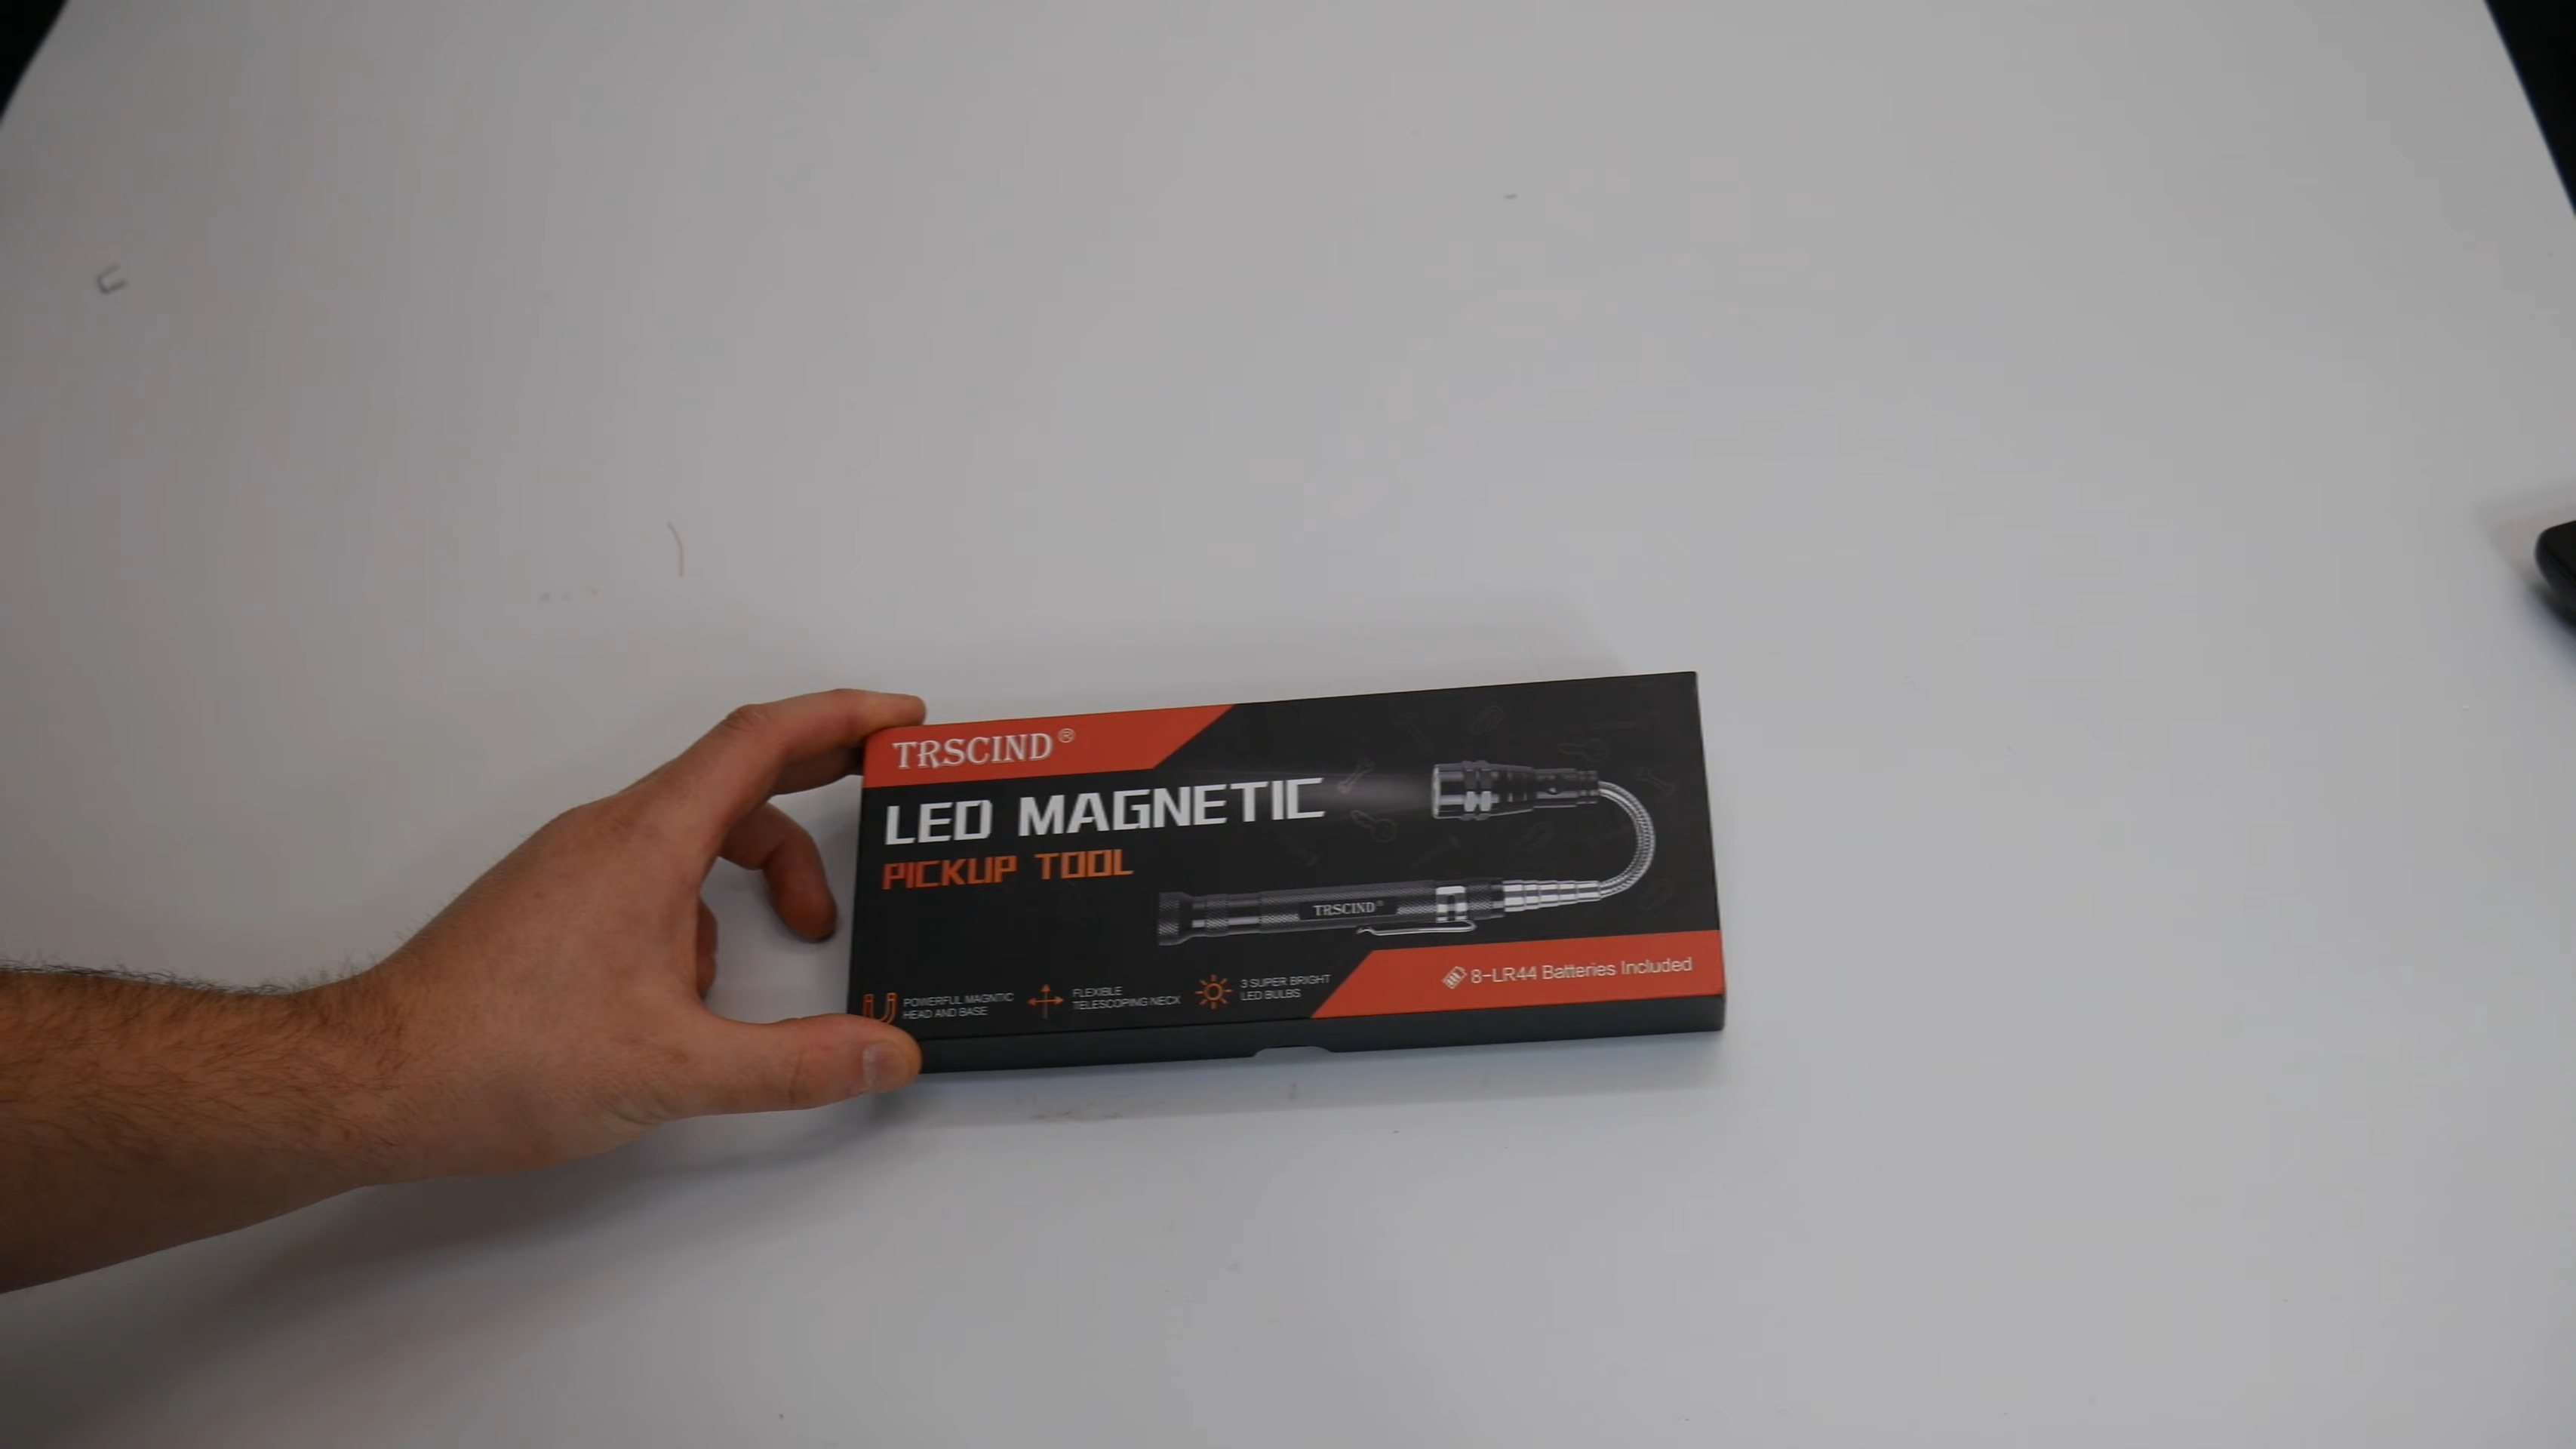 TRSCIND®
LED MAGNETIC
PICKUP TOOL
TRSCIND®
POWERFUL MAGNTIC
HEAD AND BASE
FLEXIBLE
TELESCOPING NECK
3 SUPER BRIGHT
LED BULBS
8-LR44 Batteries Included